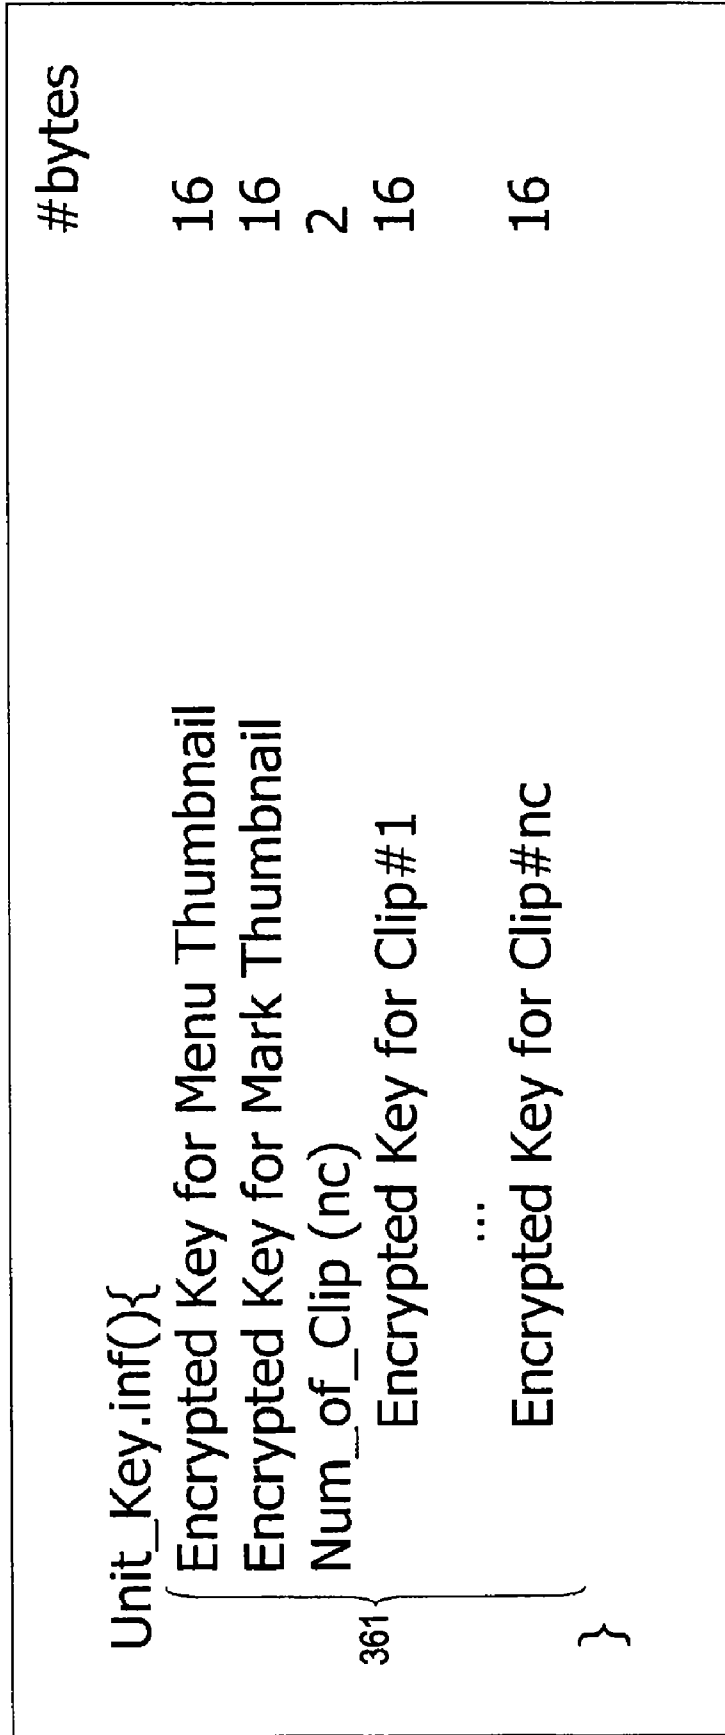 #bytes
Unit_Key.inf(){
Encrypted Key for Menu Thumbnail 16
Encrypted Key for Mark Thumbnail 16
Num_of_Clip (nc) 2
Encrypted Key for Clip#1 16
...
Encrypted Key for Clip#nc 16
361
}